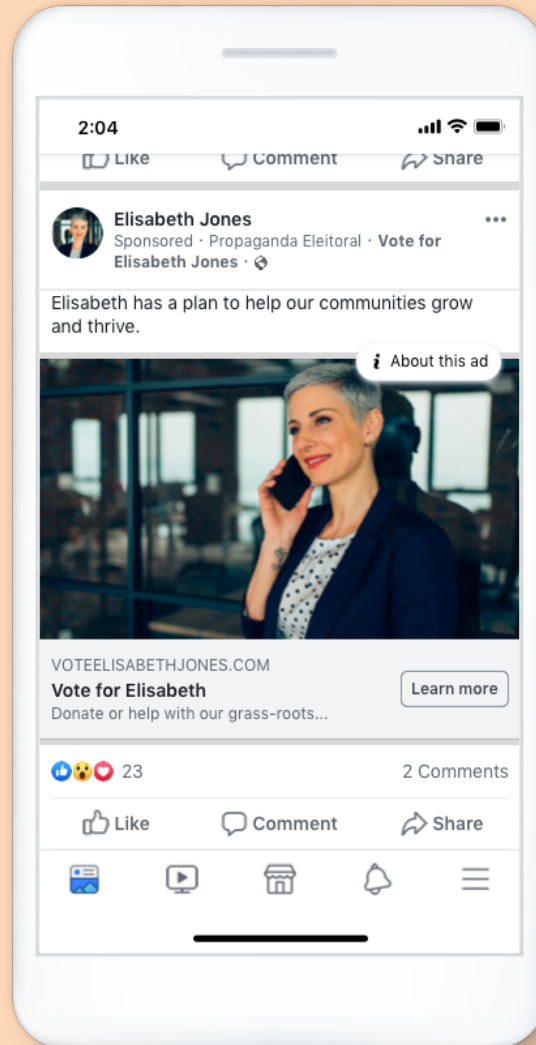 2:04
Like Comment Share
Elisabeth Jones
Sponsored · Propaganda Eleitoral · Vote for
Elisabeth Jones ·
Elisabeth has a plan to help our communities grow
and thrive.
i About this ad
VOTEELISABETHJONES.COM
Vote for Elisabeth
Learn more
Donate or help with our grass-roots...
23 2 Comments
Like Comment Share